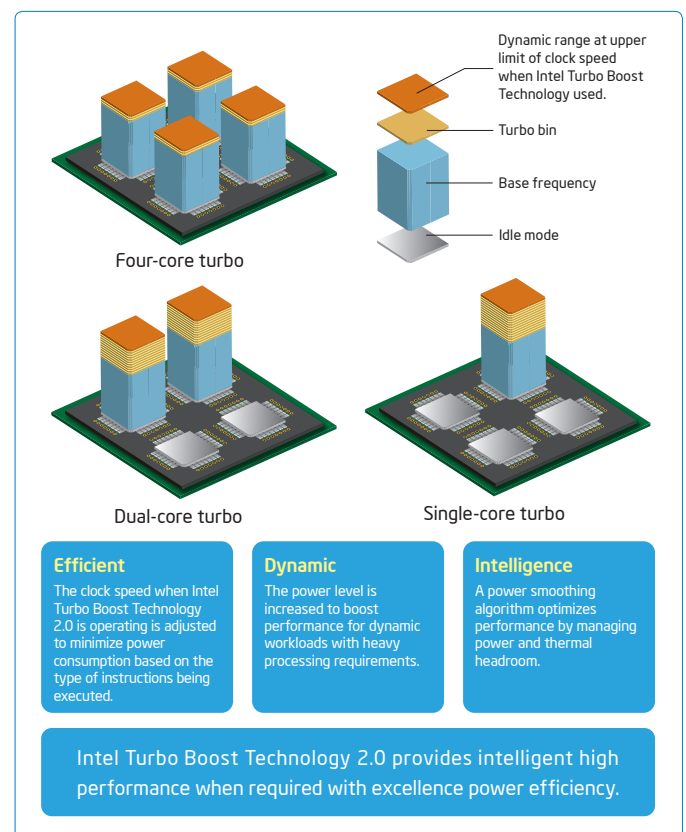 Dynamic range at upper
limit of clock speed
when Intel Turbo Boost
Technology used.
Turbo bin
Base frequency
Idle mode
Four-core turbo
Dual-core turbo
Single-core turbo
Efficient
The clock speed when Intel
Turbo Boost Technology
2.0 is operating is adjusted
to minimize power
consumption based on the
type of instructions being
executed.
Dynamic
The power level is
increased to boost
performance for dynamic
workloads with heavy
processing requirements.
Intelligence
A power smoothing
algorithm optimizes
performance by managing
power and thermal
headroom.
Intel Turbo Boost Technology 2.0 provides intelligent high
performance when required with excellence power efficiency.